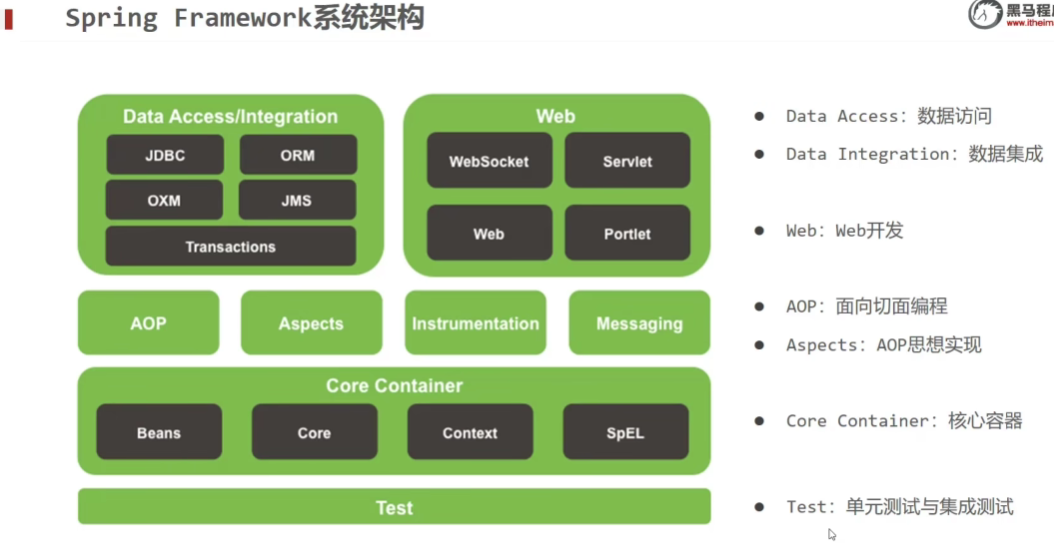 Spring Framework系统架构
黑马程
www.itheim
Data Access/Integration
JDBC
ORM
OXM
JMS
Transactions
Web
WebSocket
Servlet
Web
Portlet
AOP
Aspects
Instrumentation
Messaging
Core Container
Beans
Core
Context
SpEL
Test
Data Access: 数据访问
Data Integration: 数据集成
Web: Web开发
AOP: 面向切面编程
Aspects: AOP思想实现
Core Container: 核心容器
Test: 单元测试与集成测试